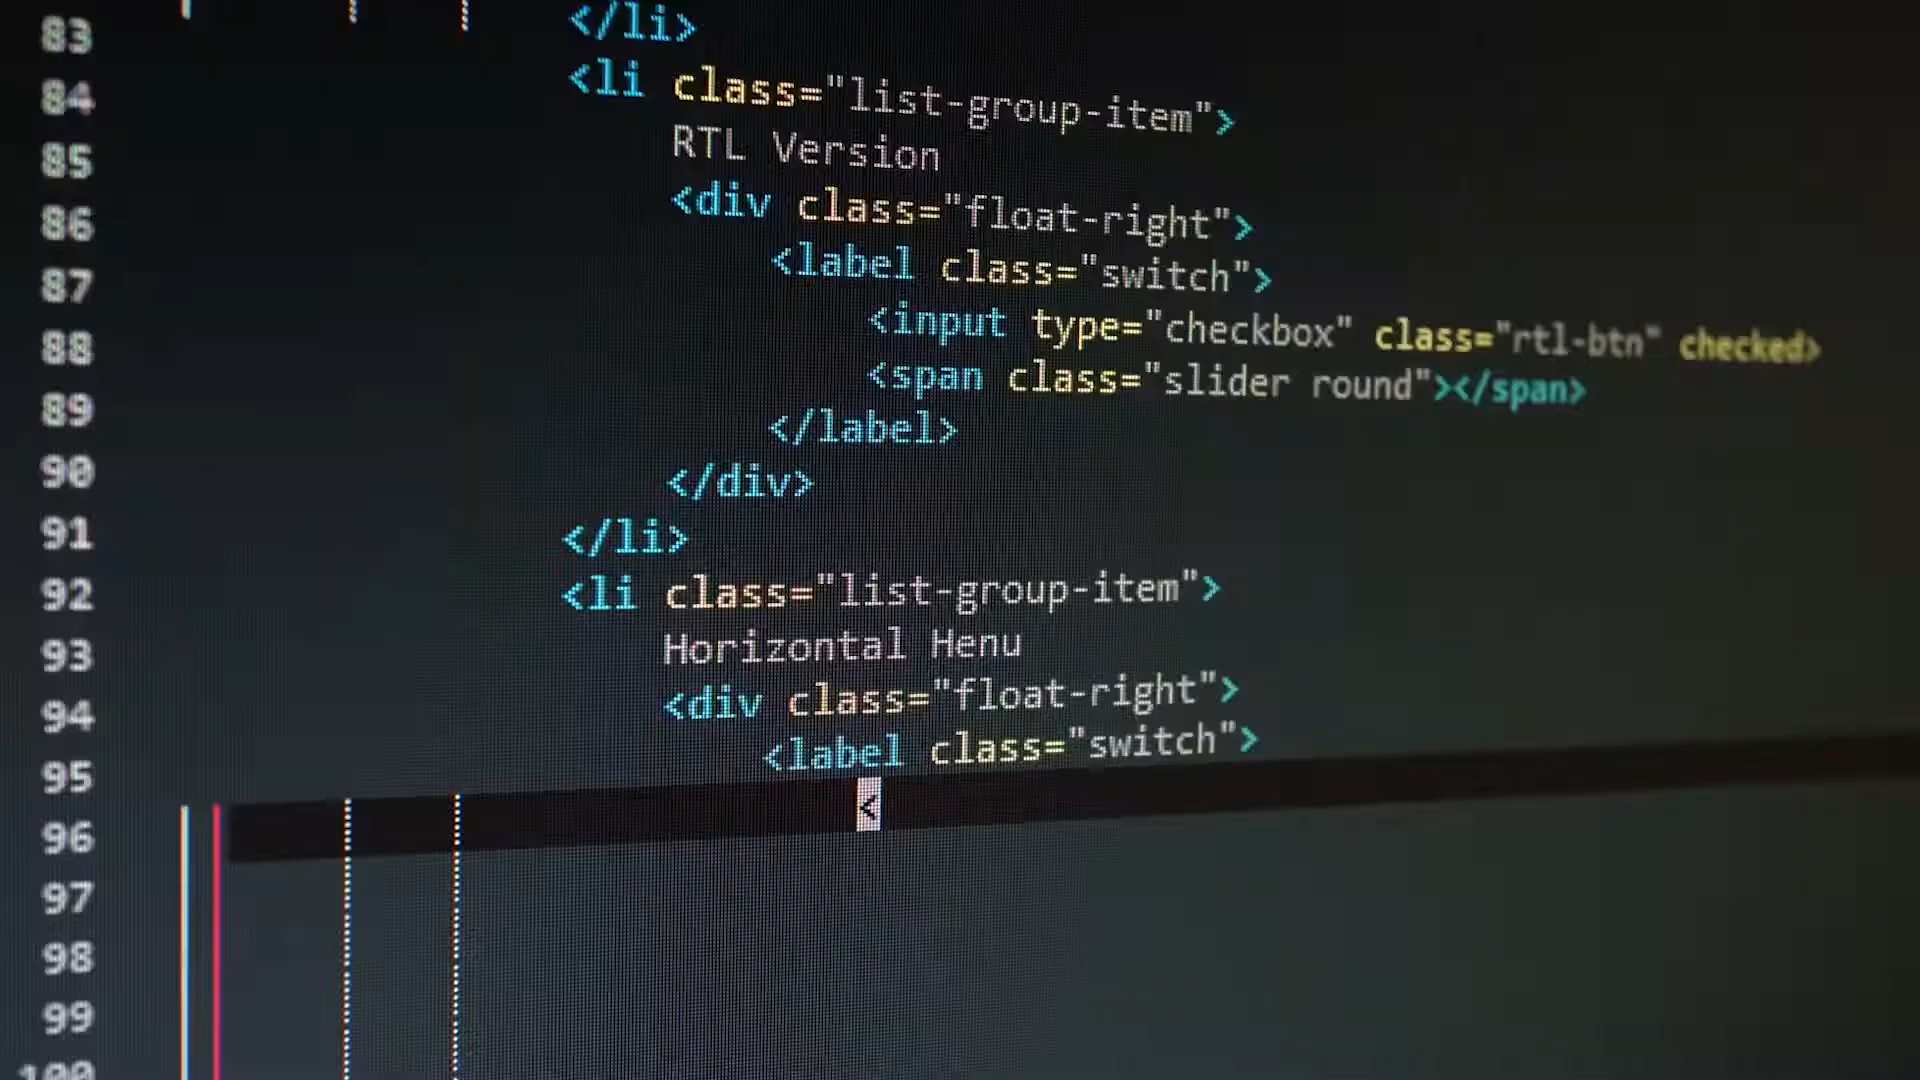 </li>
83 <li class="list-group-item">
84 RTL Version
85 <div class="float-right">
86 <label class="switch">
87 <input type="checkbox" class="rtl-btn" checked>
88 <span class="slider round"></span>
89 </label>
90 </div>
91 </li>
92 <li class="list-group-item">
93 Horizontal Henu
94 <div class="float-right">
95 <label class="switch">
96 <
97
98
99
100